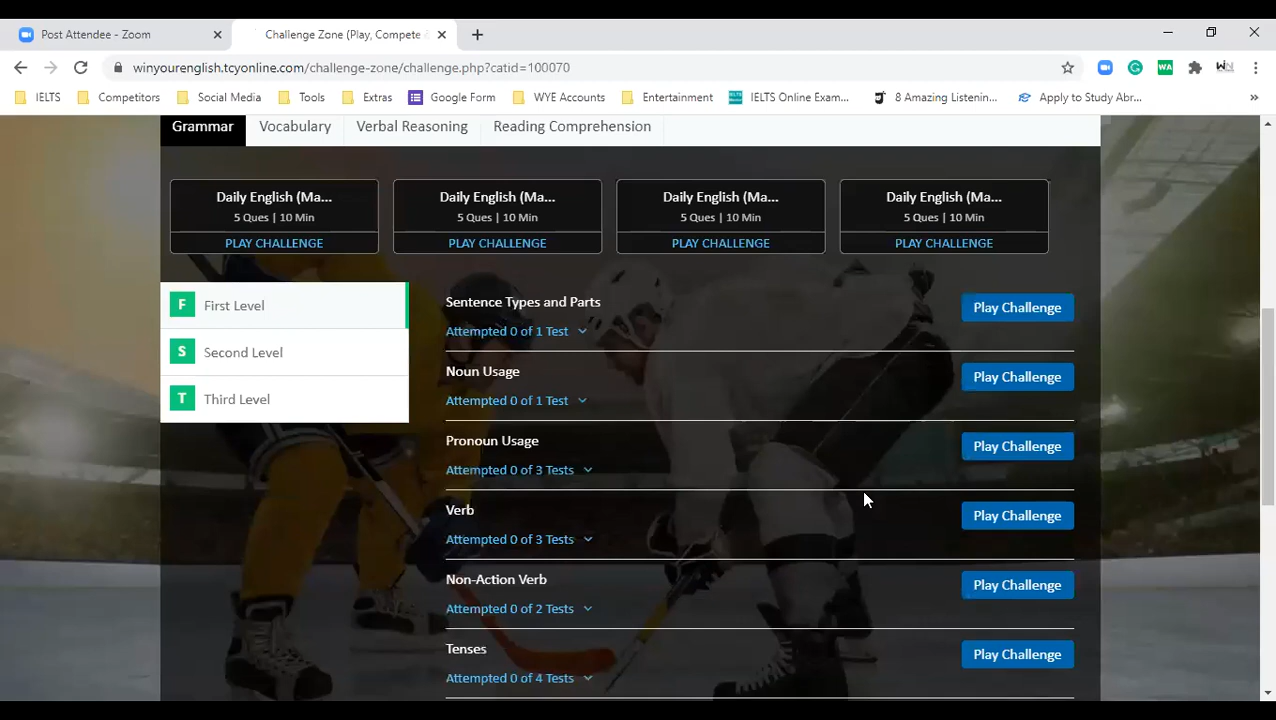 Post Attendee - Zoom
Challenge Zone (Play, Compete
winyourenglish.tcyonline.com/challenge-zone/challenge.php?catid=100070
WA
IELTS Competitors Social Media Tools Extras Google Form WYE Accounts Entertainment IELTS Online Exam... 8 Amazing Listenin... Apply to Study Abr...
Grammar Vocabulary Verbal Reasoning Reading Comprehension
Daily English (Ma... Daily English (Ma... Daily English (Ma... Daily English (Ma...
5 Ques | 10 Min 5 Ques | 10 Min 5 Ques | 10 Min 5 Ques | 10 Min
PLAY CHALLENGE PLAY CHALLENGE PLAY CHALLENGE PLAY CHALLENGE
F First Level
S Second Level
T Third Level
Sentence Types and Parts
Play Challenge
Attempted 0 of 1 Test
Noun Usage
Play Challenge
Attempted 0 of 1 Test
Pronoun Usage
Play Challenge
Attempted 0 of 3 Tests
Verb
Play Challenge
Attempted 0 of 3 Tests
Non-Action Verb
Play Challenge
Attempted 0 of 2 Tests
Tenses
Play Challenge
Attempted 0 of 4 Tests